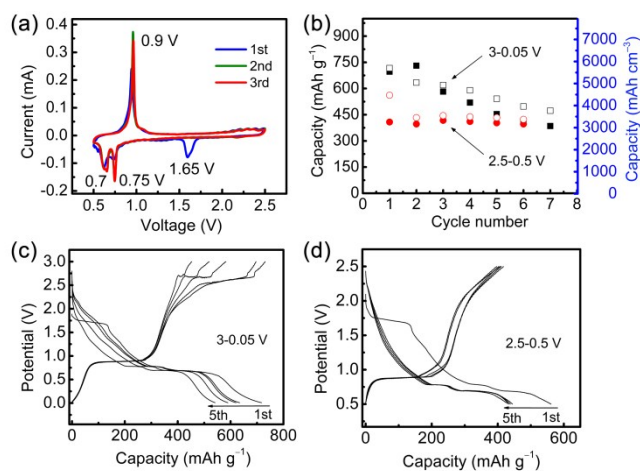 (a)
0.9 V
1st
2nd
3rd
0.7
0.75 V
1.65 V
0.4
0.3
0.2
0.1
0.0
-0.1
-0.2
0.5 1.0 1.5 2.0 2.5
Current (mA)
Voltage (V)
(b)
3-0.05 V
2.5-0.5 V
900
750
600
450
300
150
0
7000
6000
5000
4000
3000
2000
1000
0
0 1 2 3 4 5 6 7 8
Capacity (mAh g⁻¹)
Capacity (mAh cm⁻³)
Cycle number
(c)
3-0.05 V
5th 1st
3.0
2.5
2.0
1.5
1.0
0.5
0.0
0 200 400 600 800
Potential (V)
Capacity (mAh g⁻¹)
(d)
2.5-0.5 V
5th 1st
2.5
2.0
1.5
1.0
0.5
0 200 400 600
Potential (V)
Capacity (mAh g⁻¹)